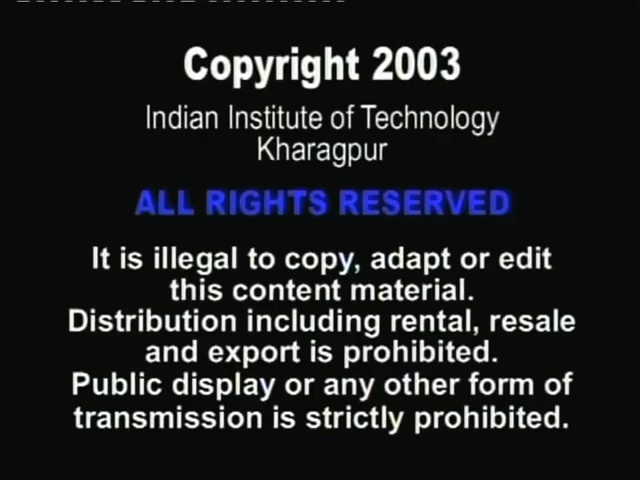 Copyright 2003
Indian Institute of Technology
Kharagpur
ALL RIGHTS RESERVED
It is illegal to copy, adapt or edit
this content material.
Distribution including rental, resale
and export is prohibited.
Public display or any other form of
transmission is strictly prohibited.